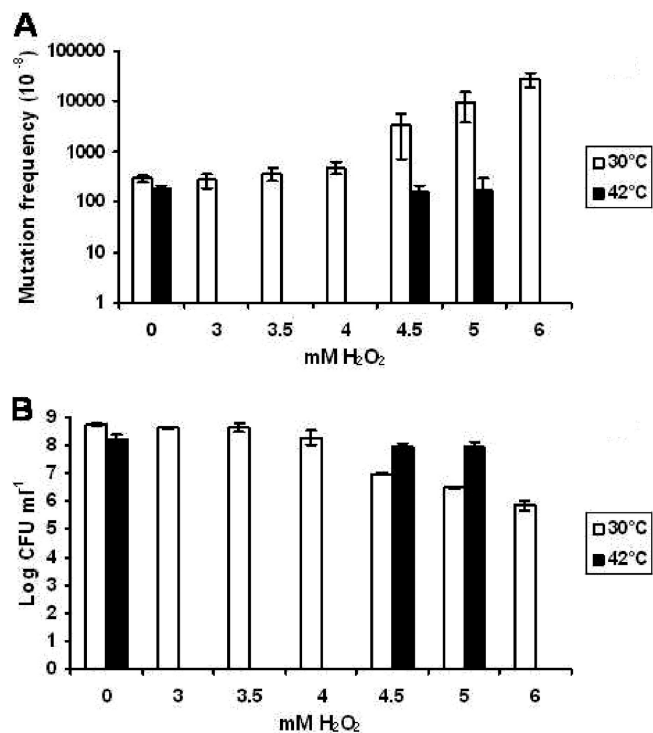 A
Mutation frequency (10⁻⁸)
100000
10000
1000
100
10
1
0 3 3.5 4 4.5 5 6
mM H₂O₂
30°C
42°C
B
Log CFU ml⁻¹
9
8
7
6
5
4
3
2
1
0
0 3 3.5 4 4.5 5 6
mM H₂O₂
30°C
42°C